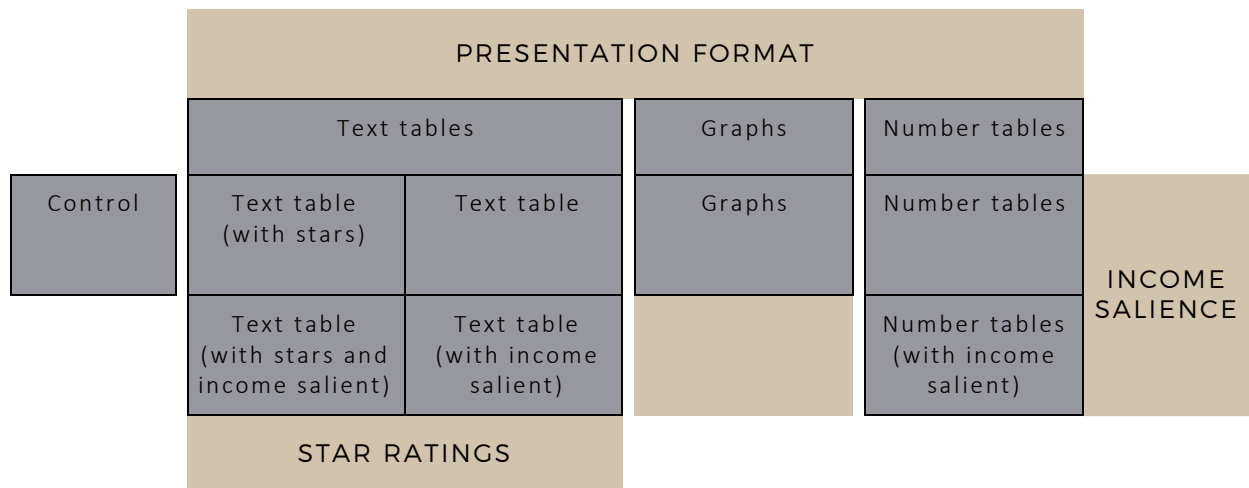 PRESENTATION FORMAT
Text tables
Graphs
Number tables
Control
Text table
(with stars)
Text table
Graphs
Number tables
INCOME
SALIENCE
Text table
(with stars and
income salient)
Text table
(with income
salient)
Number tables
(with income
salient)
STAR RATINGS